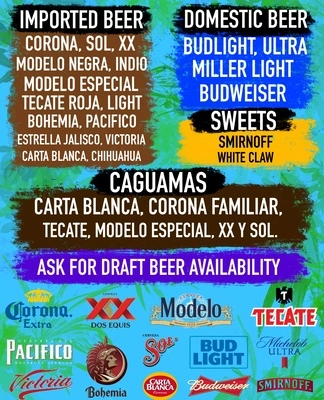 IMPORTED BEER
CORONA, SOL, XX
MODELO NEGRA, INDIO
MODELO ESPECIAL
TECATE ROJA, LIGHT
BOHEMIA, PACIFICO
ESTRELLA JALISCO, VICTORIA
CARTA BLANCA, CHIHUAHUA
DOMESTIC BEER
BUDLIGHT, ULTRA
MILLER LIGHT
BUDWEISER
SWEETS
SMIRNOFF
WHITE CLAW
CAGUAMAS
CARTA BLANCA, CORONA FAMILIAR,
TECATE, MODELO ESPECIAL, XX Y SOL.
ASK FOR DRAFT BEER AVAILABILITY
Corona
Extra
XX
DOS EQUIS
Modelo
TECATE
PACIFICO
CERVEZA
Sol
BUD
LIGHT
Michelob
ULTRA
Victoria
Bohemia
CARTA
BLANCA
Budweiser
SMIRNOFF